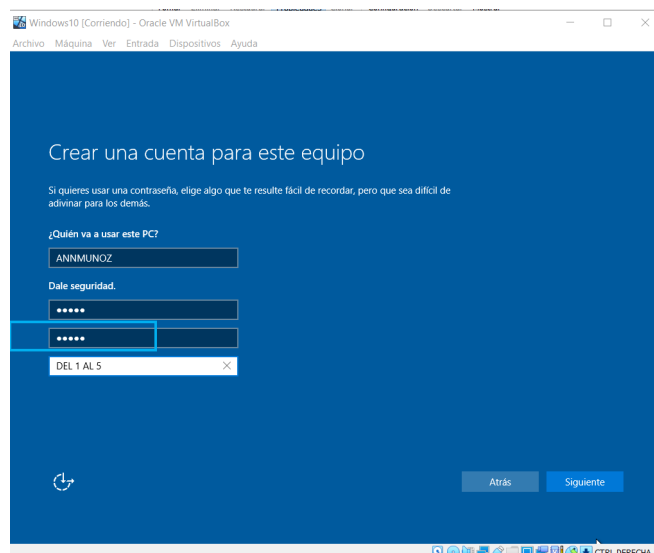 Windows10 [Corriendo] - Oracle VM VirtualBox
Archivo Máquina Ver Entrada Dispositivos Ayuda
Crear una cuenta para este equipo
Si quieres usar una contraseña, elige algo que te resulte fácil de recordar, pero que sea difícil de
adivinar para los demás.
¿Quién va a usar este PC?
ANNMUNOZ
Dale seguridad.
•••••
•••••
DEL 1 AL 5
Atrás Siguiente
CTRL DERECHA